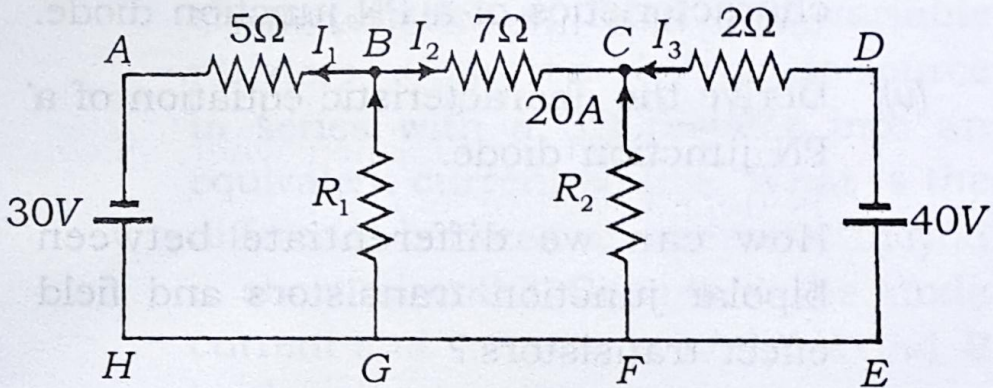 5Ω 7Ω 2Ω
A I₁ B I₂ C I₃ D
20A
30V R₁ R₂ 40V
H G F E